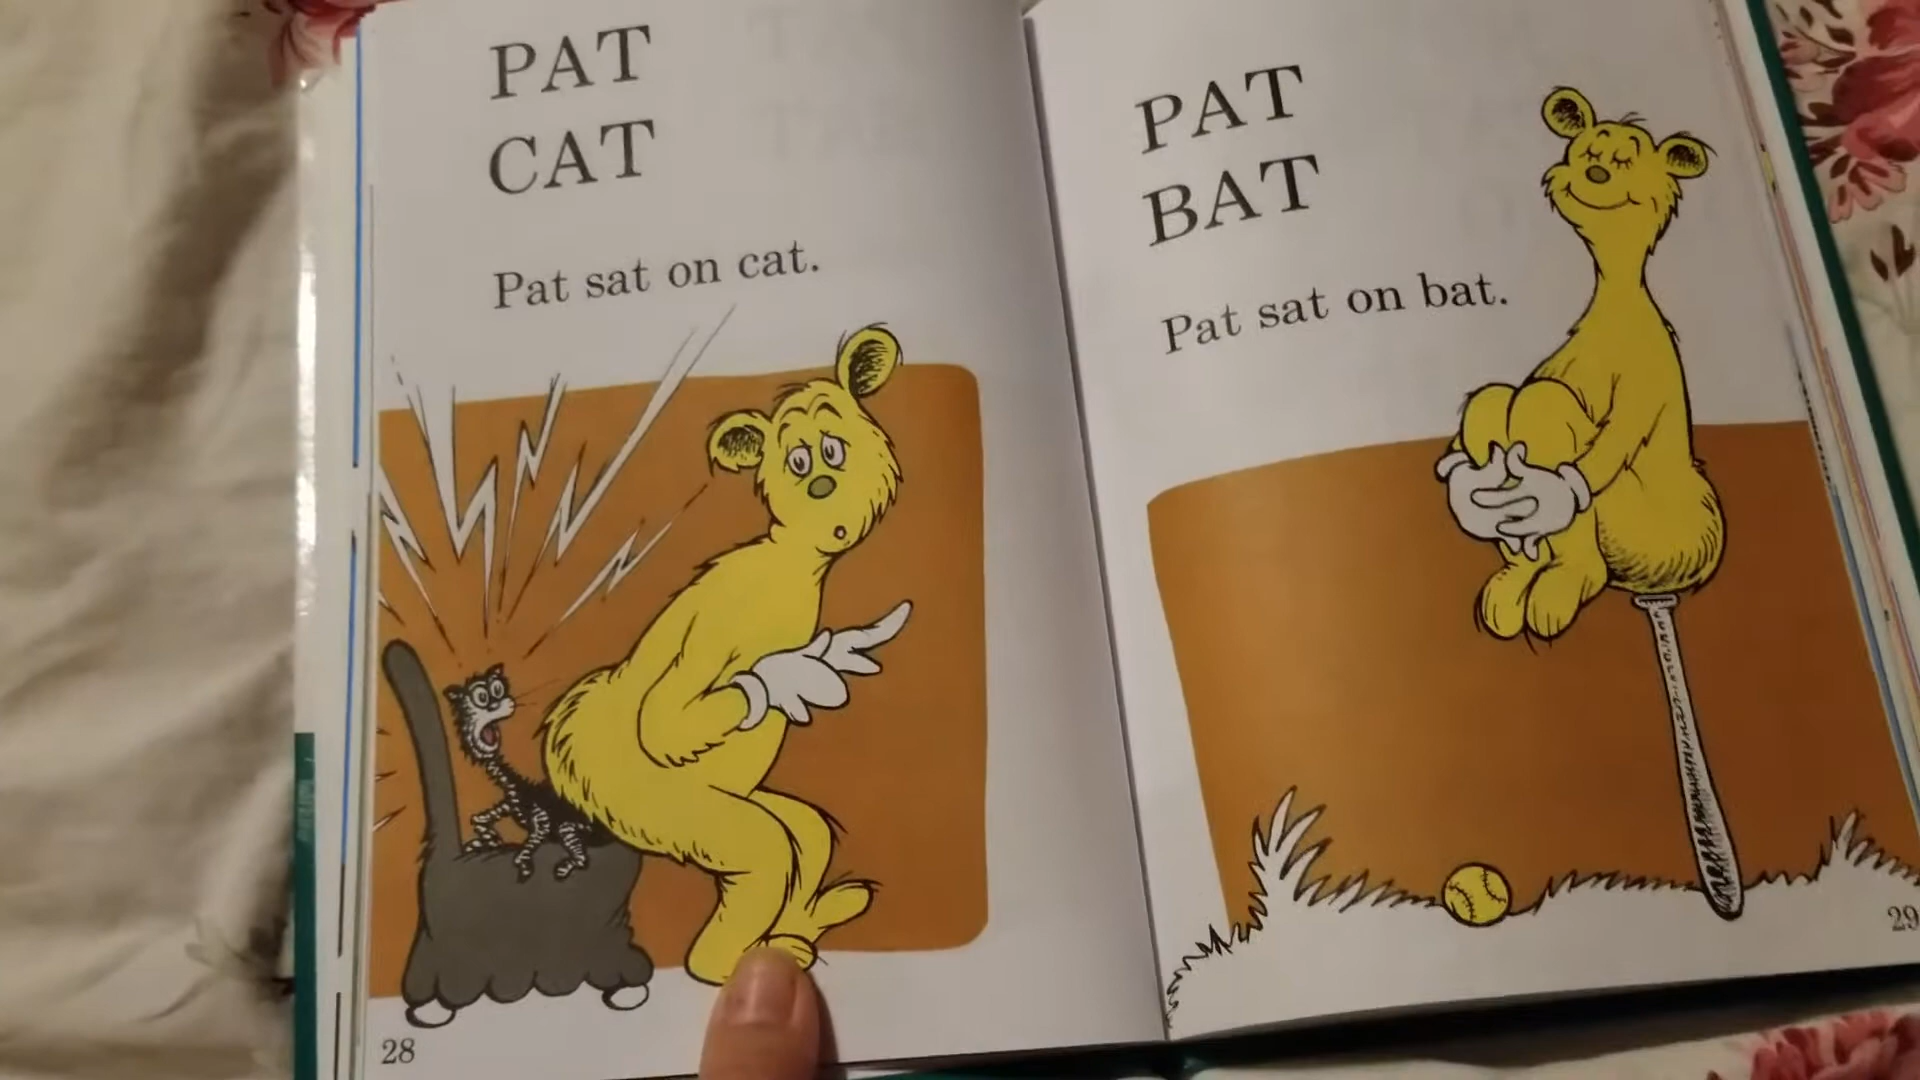 PAT
CAT
Pat sat on cat.
28
PAT
BAT
Pat sat on bat.
29